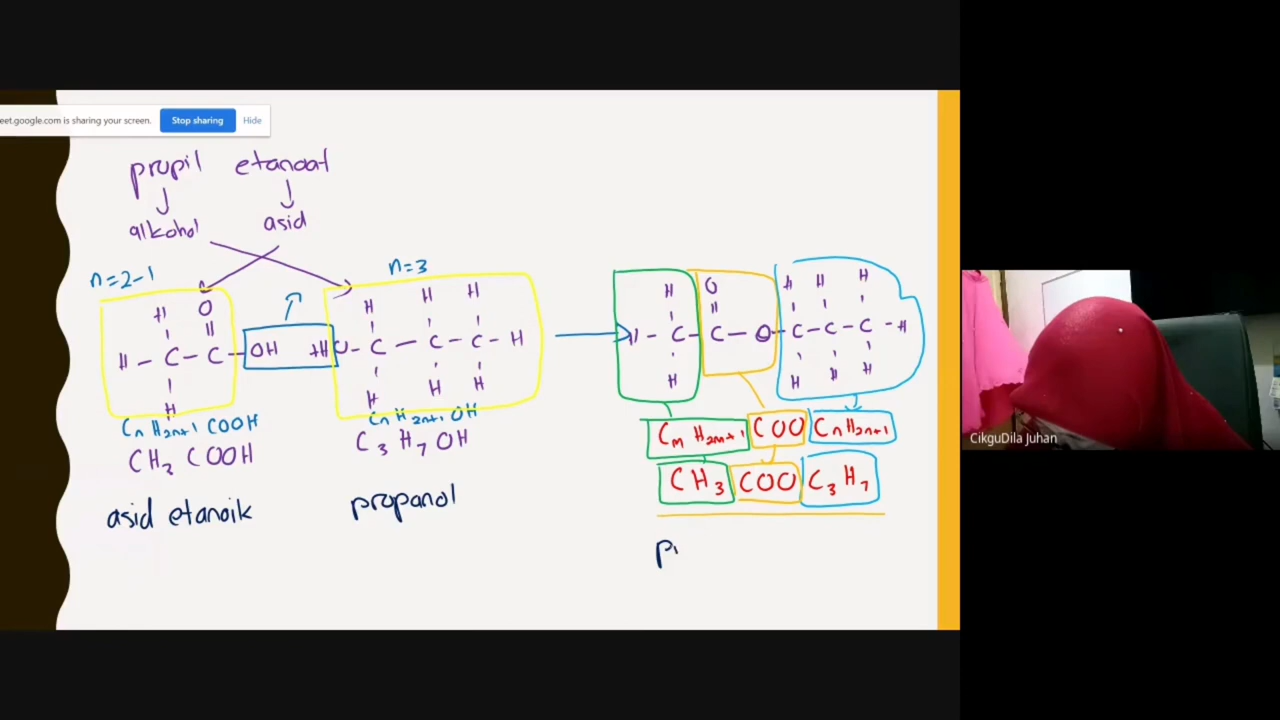 eet.google.com is sharing your screen. Stop sharing Hide
propil etanoat
alkohol asid
n=2-1
n=3
H O
H - C - C - OH
H
H H H
HO - C - C - C - H
H H H
H O H H H
H - C - C - O - C - C - C - H
H H H H
CnH2n+1 COOH
CH3 COOH
asid etanoik
CnH2n+1 OH
C3H7OH
propanol
CmH2m+1 COO CnH2n+1
CH3 COO C3H7
CikguDila Juhan